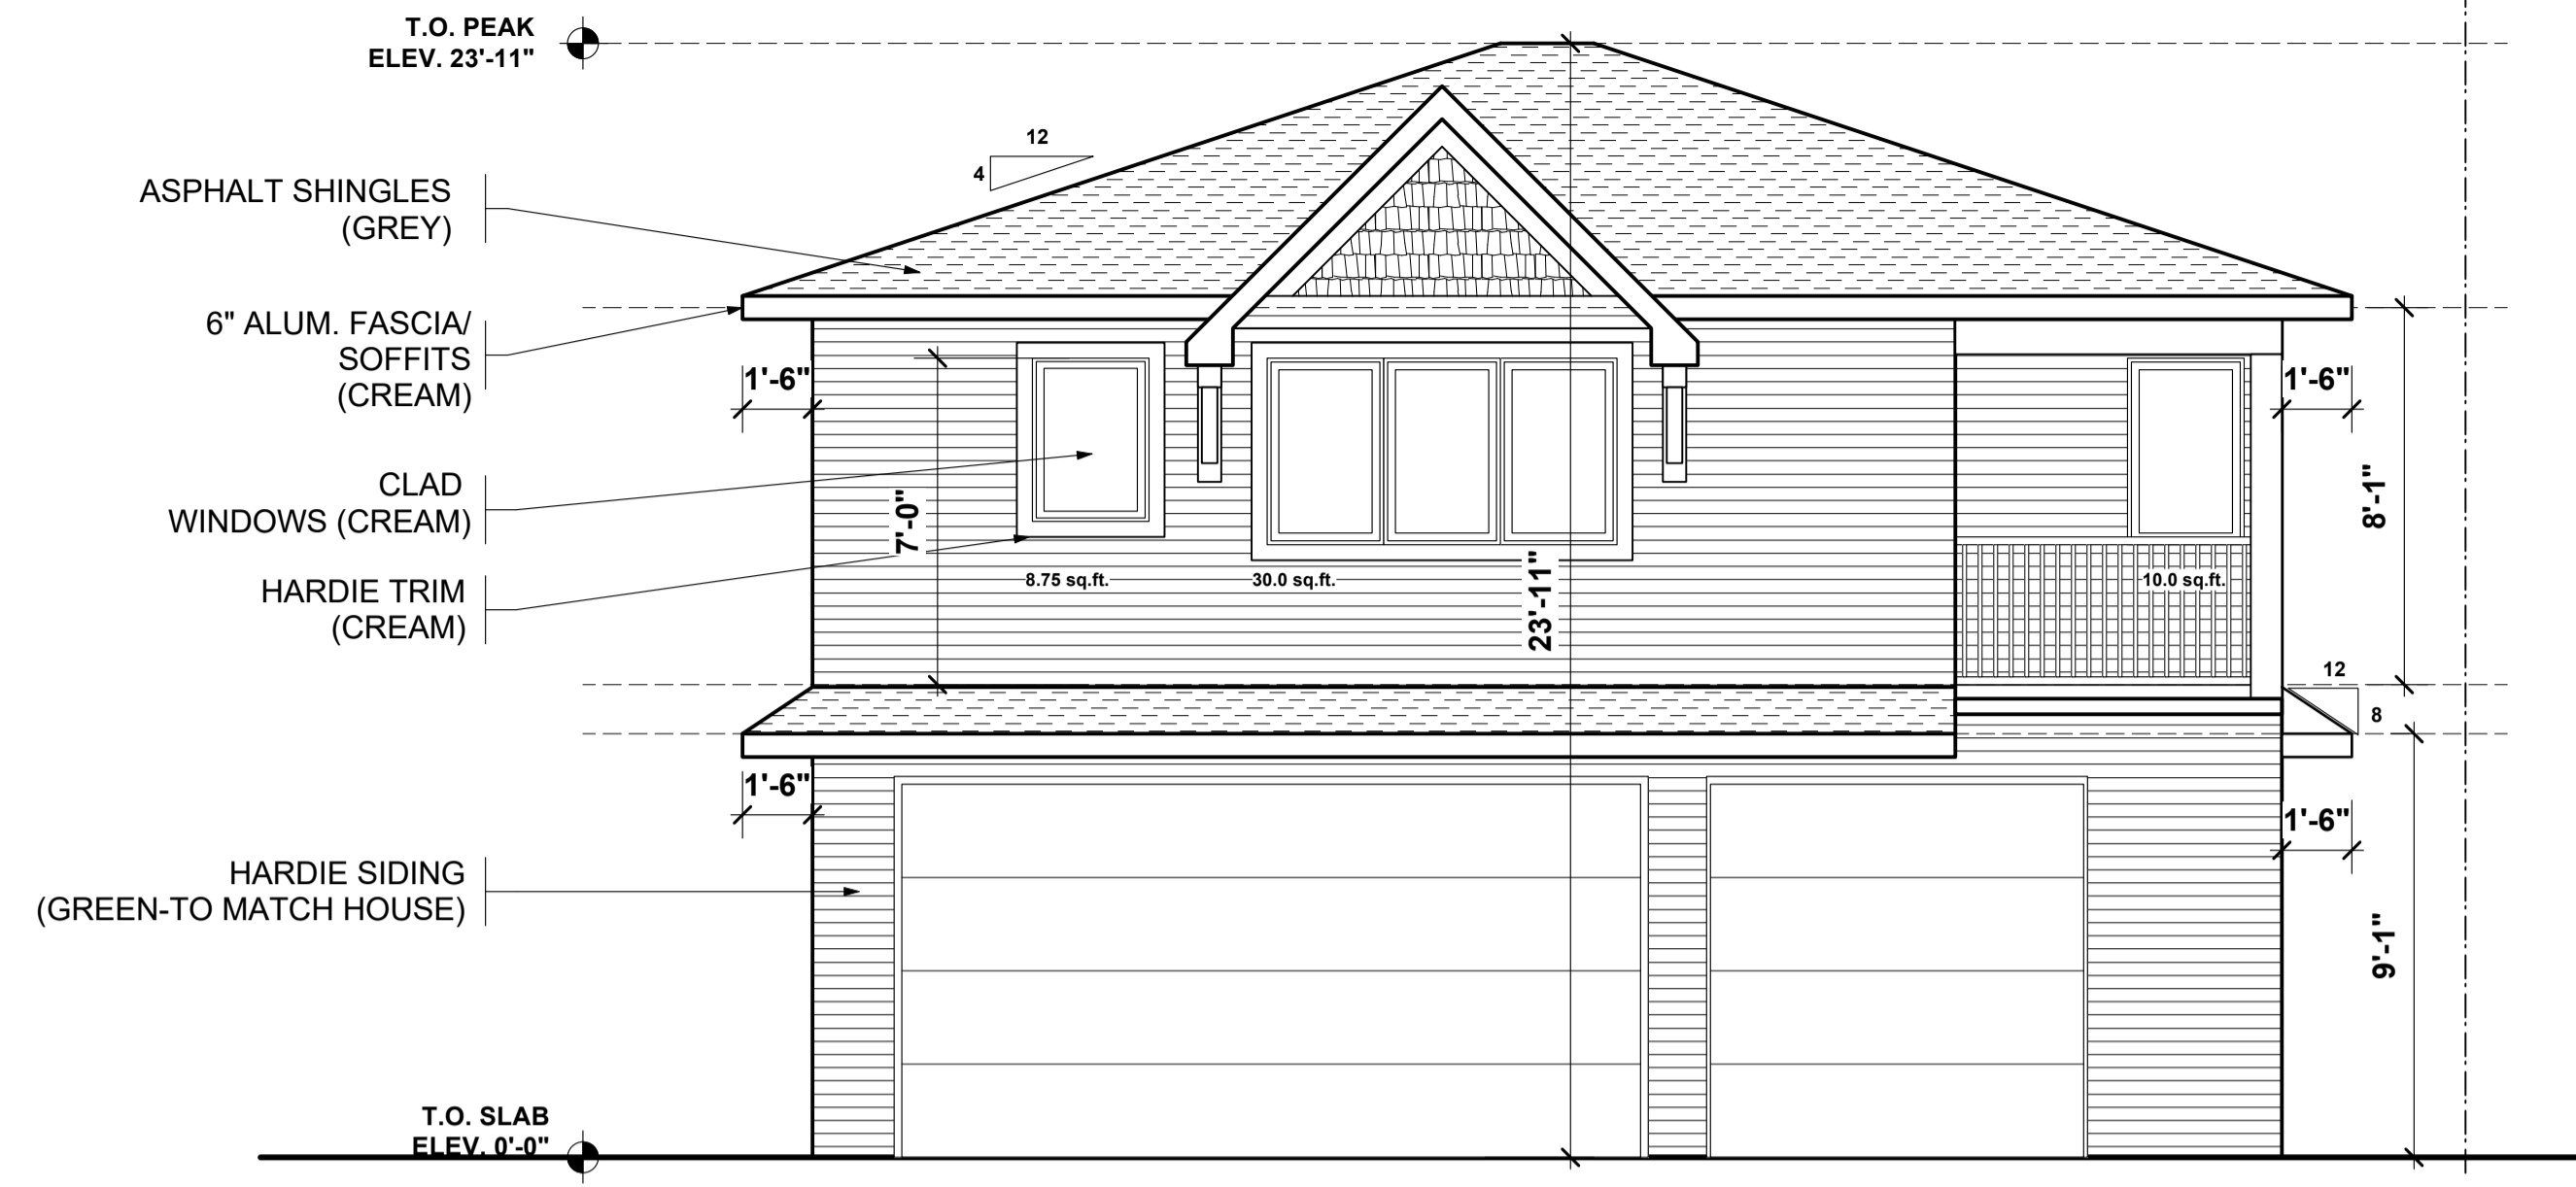 T.O. PEAK
ELEV. 23'-11"
12
4
ASPHALT SHINGLES
(GREY)
6" ALUM. FASCIA/
SOFFITS
(CREAM)
1'-6"
1'-6"
CLAD
WINDOWS (CREAM)
7'-0"
8'-1"
HARDIE TRIM
(CREAM)
8.75 sq.ft.
30.0 sq.ft.
10.0 sq.ft.
23'-11"
12
8
1'-6"
1'-6"
HARDIE SIDING
(GREEN-TO MATCH HOUSE)
9'-1"
T.O. SLAB
ELEV. 0'-0"